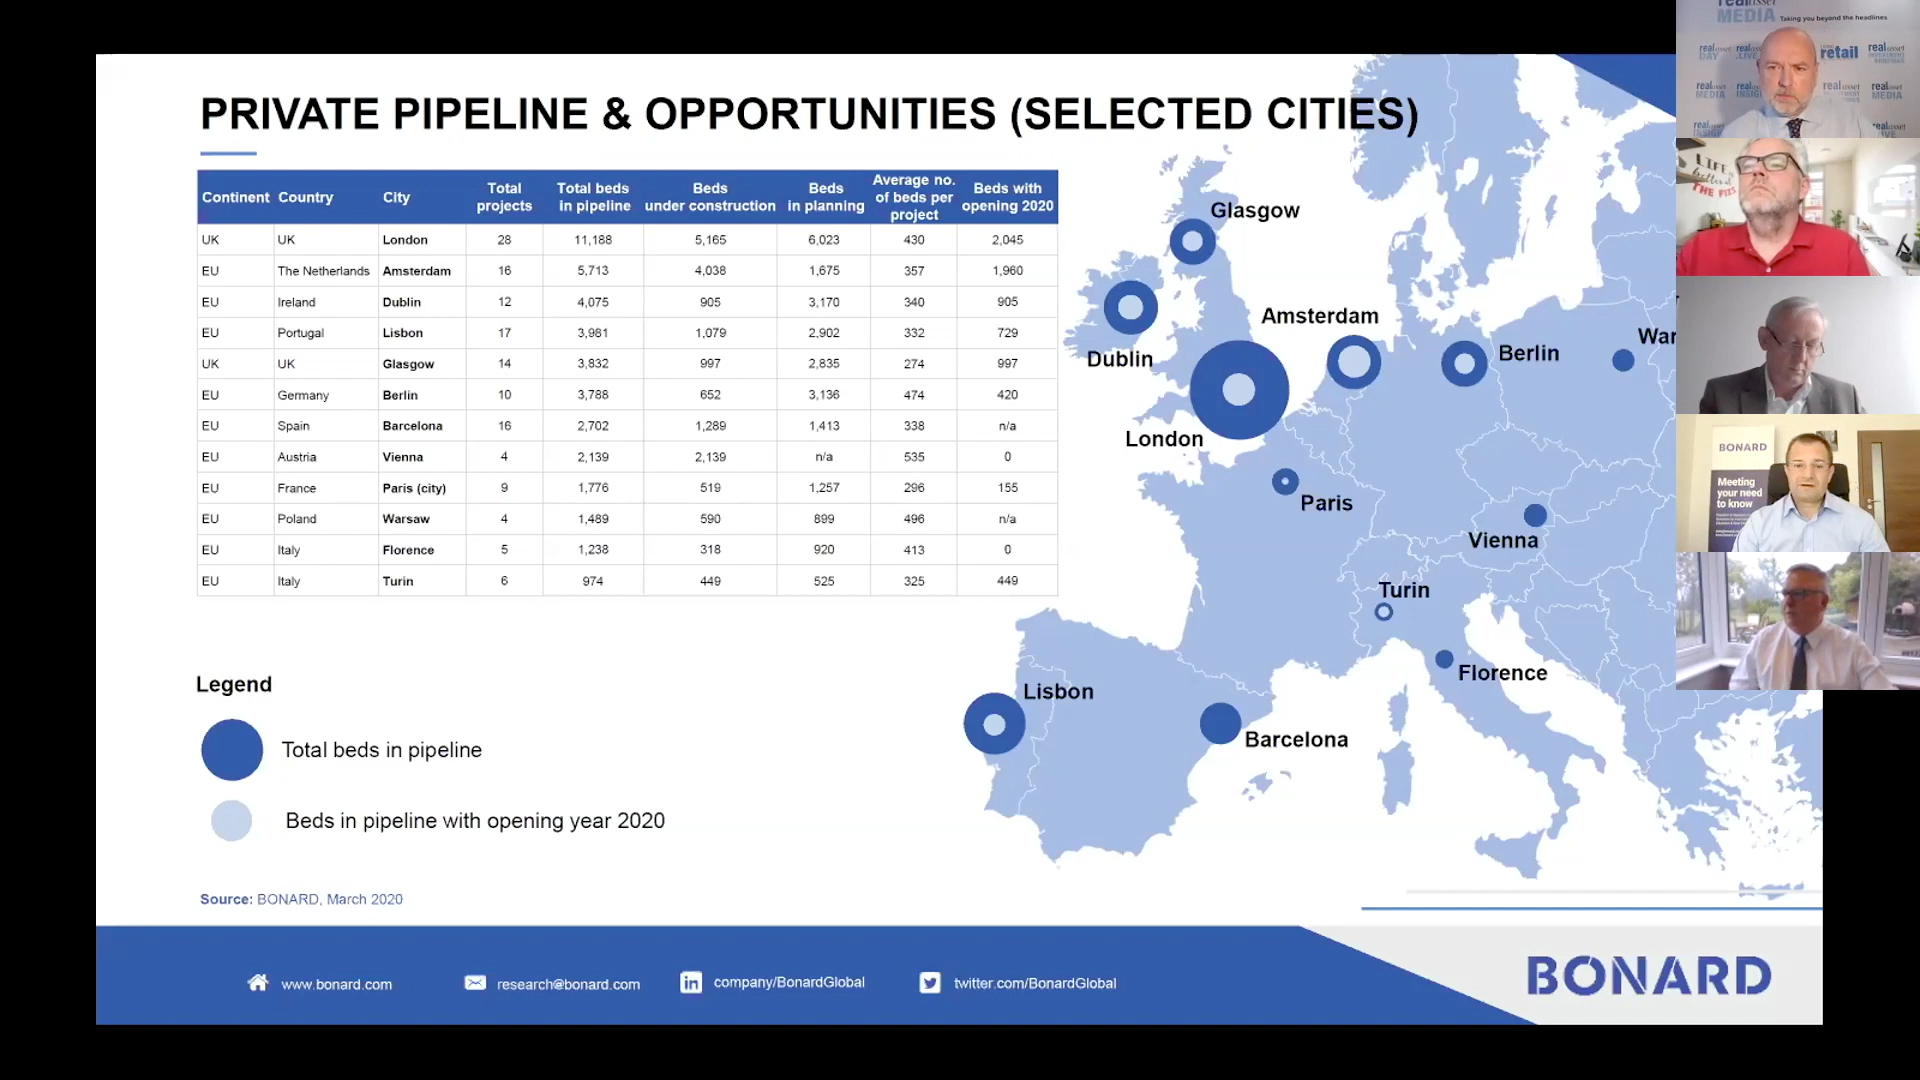 PRIVATE PIPELINE & OPPORTUNITIES (SELECTED CITIES)
Continent Country City Total projects Total beds in pipeline Beds under construction Beds in planning Average no. of beds per project Beds with opening 2020
UK UK London 28 11,188 5,165 6,023 430 2,045
EU The Netherlands Amsterdam 16 5,713 4,038 1,675 357 1,960
EU Ireland Dublin 12 4,075 905 3,170 340 905
EU Portugal Lisbon 17 3,981 1,079 2,902 332 729
UK UK Glasgow 14 3,832 997 2,835 274 997
EU Germany Berlin 10 3,788 652 3,136 474 420
EU Spain Barcelona 16 2,702 1,289 1,413 338 n/a
EU Austria Vienna 4 2,139 2,139 n/a 535 0
EU France Paris (city) 9 1,776 519 1,257 296 155
EU Poland Warsaw 4 1,489 590 899 496 n/a
EU Italy Florence 5 1,238 318 920 413 0
EU Italy Turin 6 974 449 525 325 449
Glasgow
Amsterdam
Dublin
Berlin
War
London
Paris
Vienna
Turin
Florence
Lisbon
Barcelona
Legend
Total beds in pipeline
Beds in pipeline with opening year 2020
Source: BONARD, March 2020
www.bonard.com
research@bonard.com
company/BonardGlobal
twitter.com/BonardGlobal
BONARD
MEDIA Taking you beyond the headlines
retail
LIFE
THE
BONARD
Meeting
your need
to know